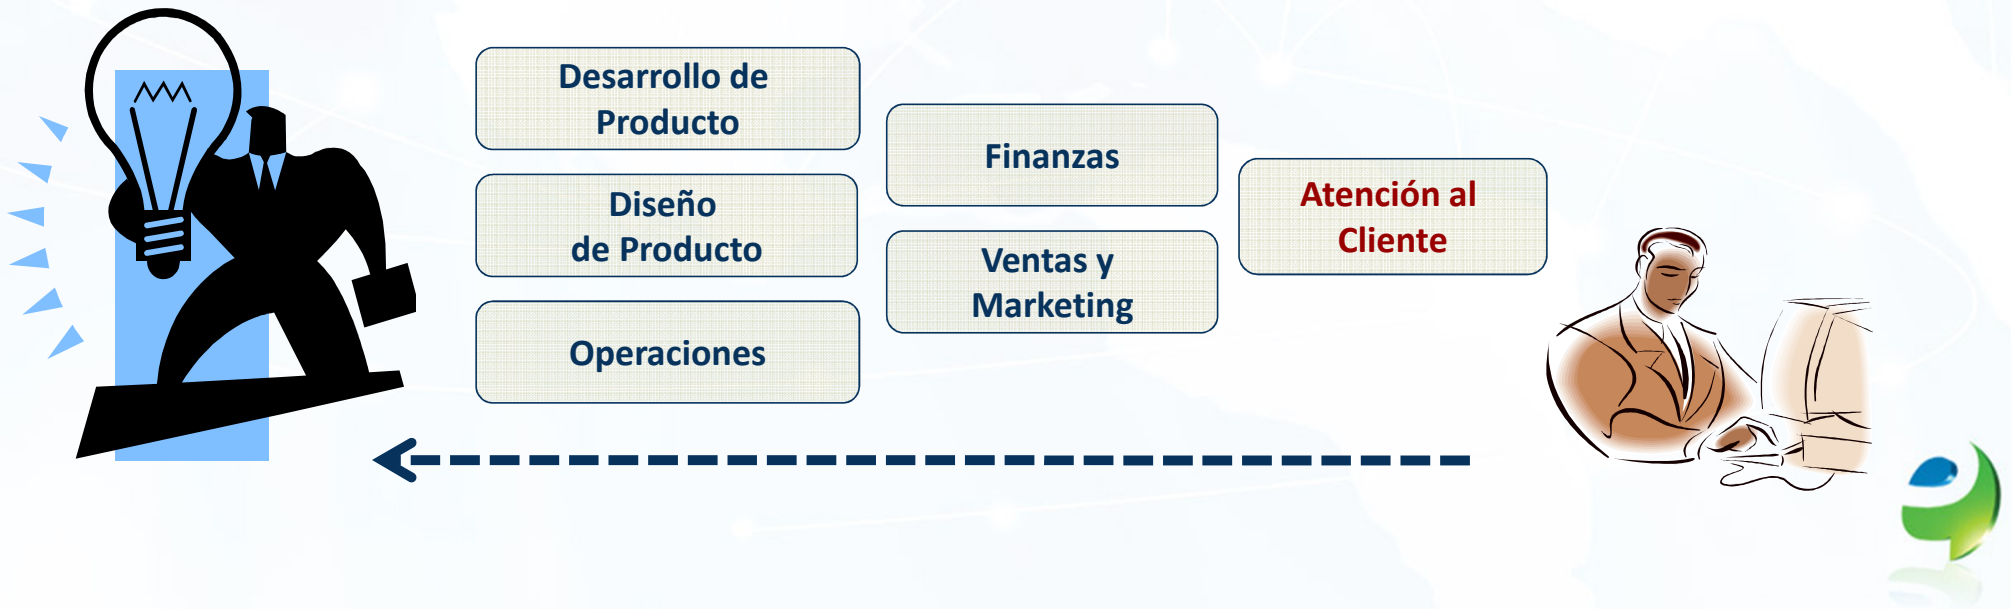 Desarrollo de
Producto
Diseño
de Producto
Operaciones
Finanzas
Ventas y
Marketing
Atención al
Cliente